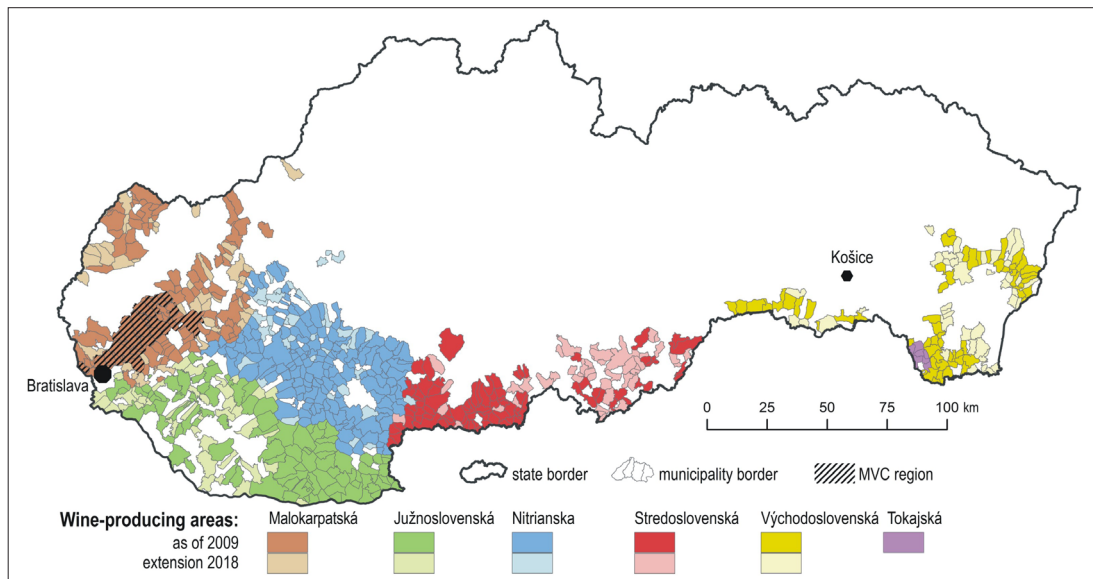 Košice
Bratislava
0 25 50 75 100 km
state border municipality border MVC region
Wine-producing areas: Malokarpatská Južnoslovenská Nitrianska Stredoslovenská Východoslovenská Tokajská
as of 2009
extension 2018